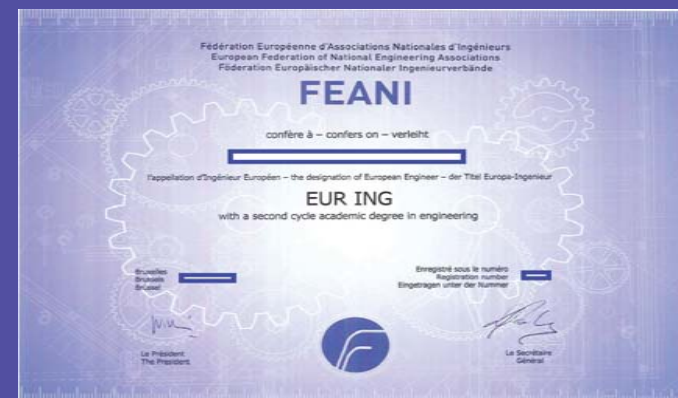 Fédération Européenne d'Associations Nationales d'Ingénieurs
European Federation of National Engineering Associations
Föderation Europäischer Nationaler Ingenieurverbände
FEANI
confère à – confers on – verleiht
l'appellation d'Ingénieur Européen – the designation of European Engineer – der Titel Europa-Ingenieur
EUR ING
with a second cycle academic degree in engineering
Bruxelles
Brussels
Brüssel
Enregistré sous le numéro
Registration number
Eingetragen unter der Nummer
Le Président
The President
Le Secrétaire
Général